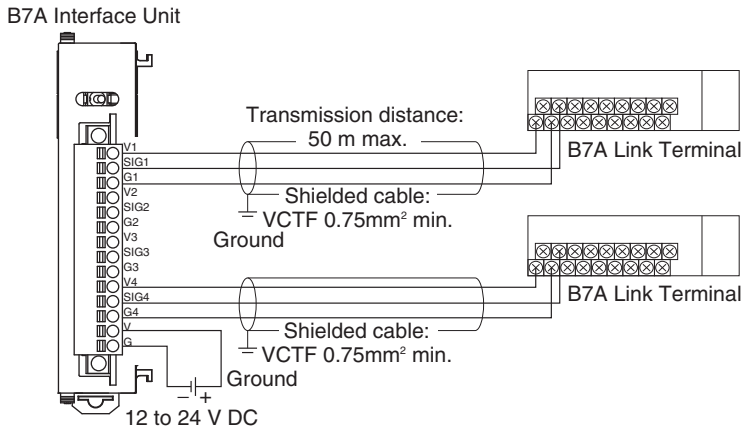 B7A Interface Unit
Transmission distance:
50 m max.
B7A Link Terminal
V1
SIG1
G1
V2
SIG2
G2
V3
SIG3
G3
V4
SIG4
G4
V
G
Shielded cable:
VCTF 0.75mm² min.
Ground
B7A Link Terminal
Shielded cable:
VCTF 0.75mm² min.
Ground
− +
12 to 24 V DC